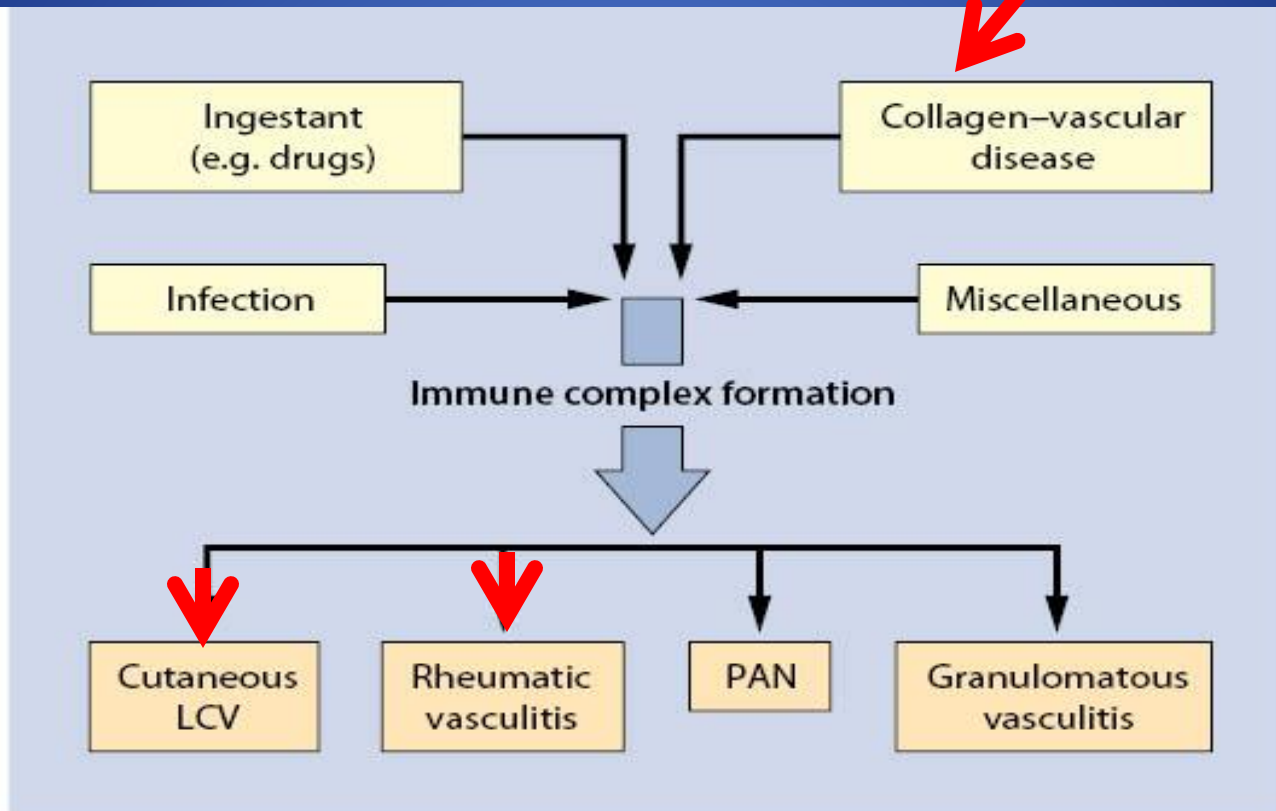 Ingestant
(e.g. drugs)
Collagen–vascular
disease
Infection
Miscellaneous
Immune complex formation
Cutaneous
LCV
Rheumatic
vasculitis
PAN
Granulomatous
vasculitis